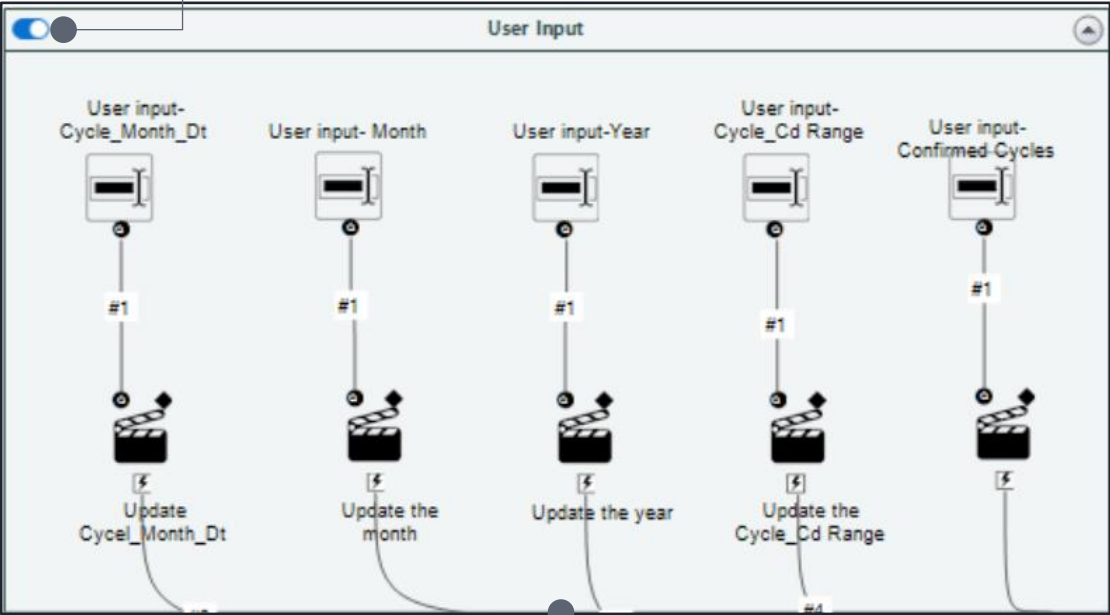 User Input
User input-
Cycle_Month_Dt
User input- Month
User input-Year
User input-
Cycle_Cd Range
User input-
Confirmed Cycles
#1
#1
#1
#1
#1
Update
Cycel_Month_Dt
Update the
month
Update the year
Update the
Cycle_Cd Range
#4